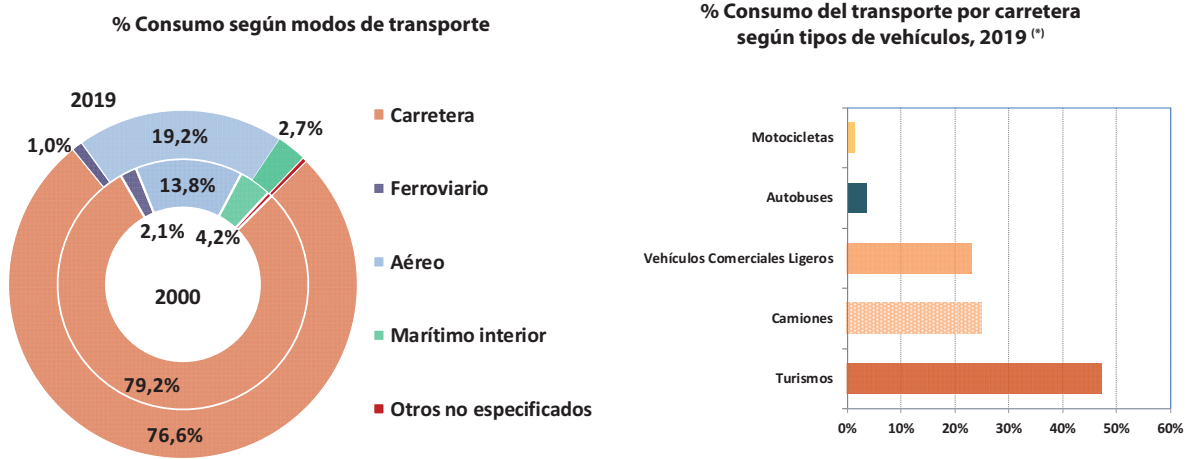 % Consumo según modos de transporte
2019
1,0%
19,2%
2,7%
13,8%
2,1%
4,2%
2000
79,2%
76,6%
Carretera
Ferroviario
Aéreo
Marítimo interior
Otros no especificados
% Consumo del transporte por carretera
según tipos de vehículos, 2019 (*)
Motocicletas
Autobuses
Vehículos Comerciales Ligeros
Camiones
Turismos
0% 10% 20% 30% 40% 50% 60%